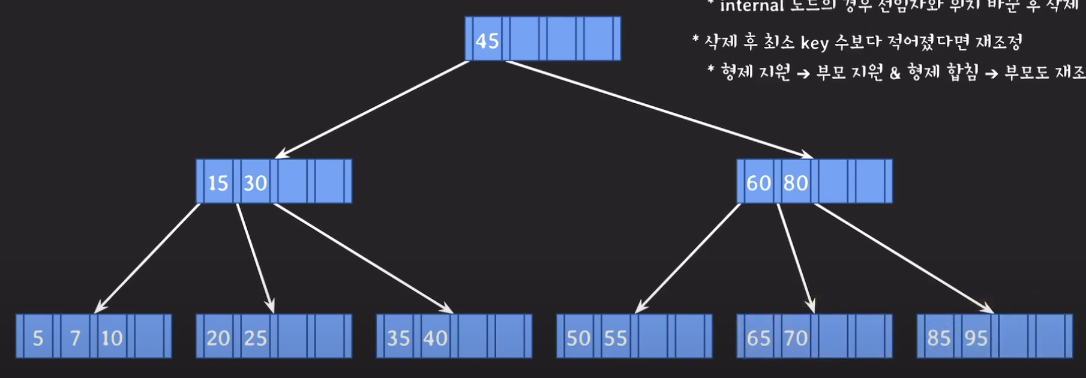 * internal 노드의 경우 선임자와 위치 바꾼 후 삭제
* 삭제 후 최소 key 수보다 적어졌다면 재조정
* 형제 지원 → 부모 지원 & 형제 합침 → 부모도 재조
45
15 30
60 80
5 7 10
20 25
35 40
50 55
65 70
85 95